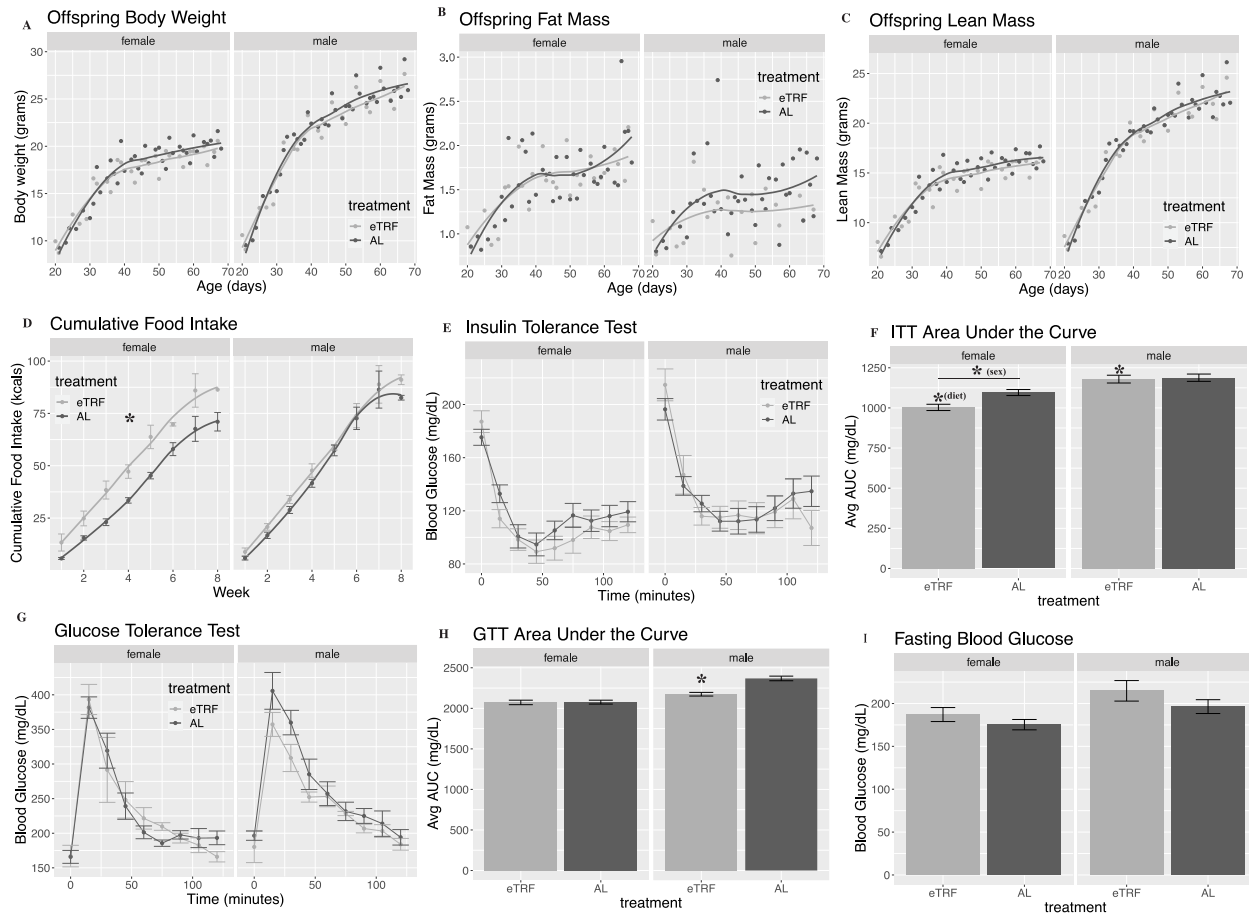 A Offspring Body Weight
female male
Body weight (grams)
30
25
20
15
10
treatment
eTRF
AL
20 30 40 50 60 70 20 30 40 50 60 70
Age (days)
B Offspring Fat Mass
female male
Fat Mass (grams)
3.0
2.5
2.0
1.5
1.0
treatment
eTRF
AL
20 30 40 50 60 70 20 30 40 50 60 70
Age (days)
C Offspring Lean Mass
female male
Lean Mass (grams)
25
20
15
10
treatment
eTRF
AL
20 30 40 50 60 70 20 30 40 50 60 70
Age (days)
D Cumulative Food Intake
female male
Cumulative Food Intake (kcals)
100
75
50
25
treatment
eTRF
AL
*
2 4 6 8 2 4 6 8
Week
E Insulin Tolerance Test
female male
Blood Glucose (mg/dL)
200
160
120
80
treatment
eTRF
AL
0 50 100 0 50 100
Time (minutes)
F ITT Area Under the Curve
female male
Avg AUC (mg/dL)
1250
1000
750
500
250
0
* (sex)
*(diet)
*
eTRF AL eTRF AL
treatment
G Glucose Tolerance Test
female male
Blood Glucose (mg/dL)
400
350
300
250
200
150
treatment
eTRF
AL
0 50 100 0 50 100
Time (minutes)
H GTT Area Under the Curve
female male
Avg AUC (mg/dL)
2500
2000
1500
1000
500
0
*
eTRF AL eTRF AL
treatment
I Fasting Blood Glucose
female male
Blood Glucose (mg/dL)
200
150
100
50
0
eTRF AL eTRF AL
treatment